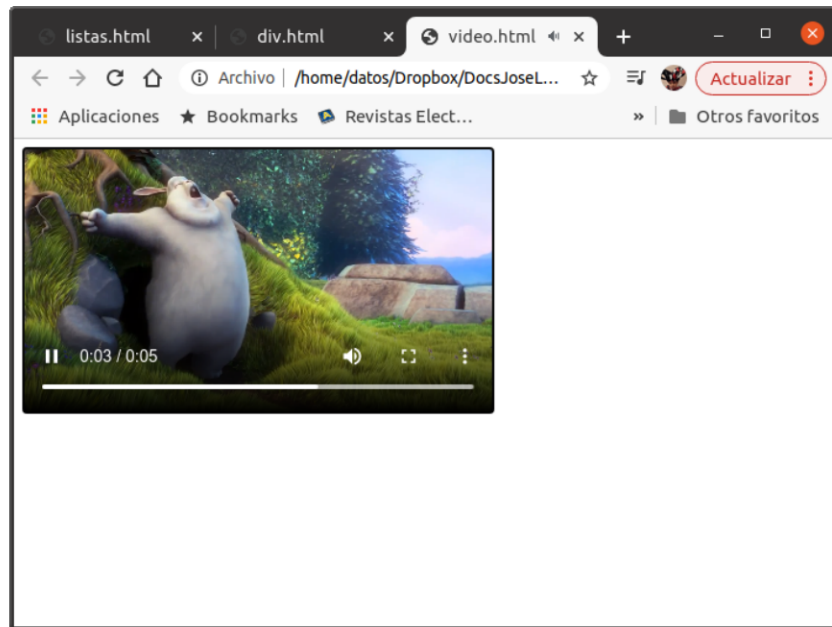 listas.html div.html video.html
Archivo /home/datos/Dropbox/DocsJoseL... Actualizar
Aplicaciones Bookmarks Revistas Elect... Otros favoritos
0:03 / 0:05